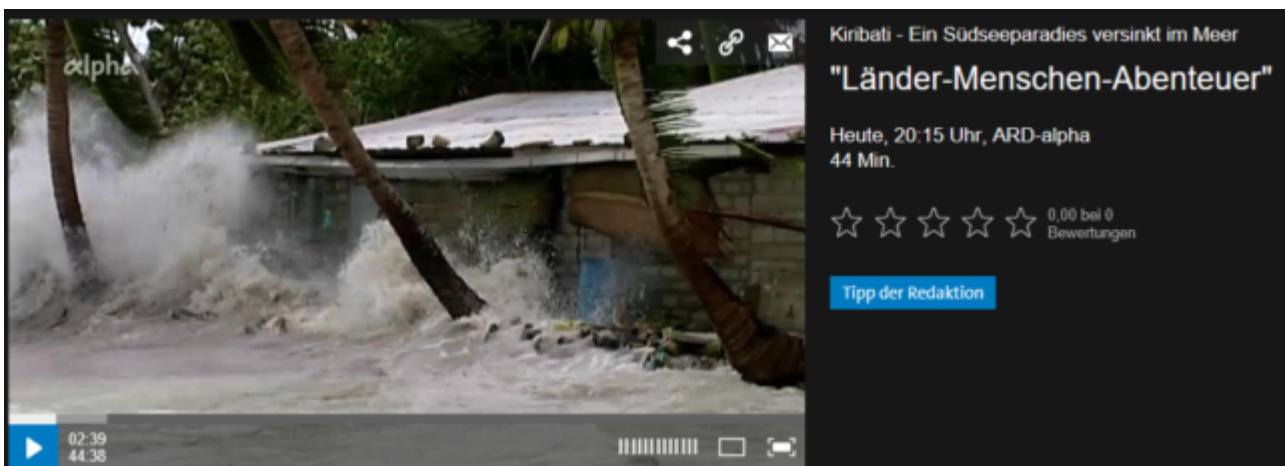 αlpha
Kiribati - Ein Südseeparadies versinkt im Meer
"Länder-Menschen-Abenteuer"
Heute, 20:15 Uhr, ARD-alpha
44 Min.
0,00 bei 0
Bewertungen
Tipp der Redaktion
02:39
44:38